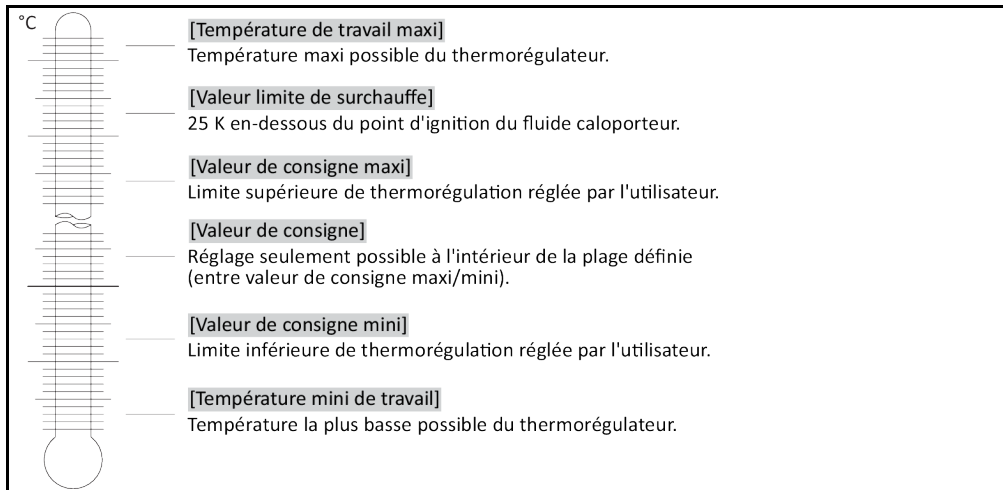 °C
[Température de travail maxi]
Température maxi possible du thermorégulateur.
[Valeur limite de surchauffe]
25 K en-dessous du point d'ignition du fluide caloporteur.
[Valeur de consigne maxi]
Limite supérieure de thermorégulation réglée par l'utilisateur.
[Valeur de consigne]
Réglage seulement possible à l'intérieur de la plage définie
(entre valeur de consigne maxi/mini).
[Valeur de consigne mini]
Limite inférieure de thermorégulation réglée par l'utilisateur.
[Température mini de travail]
Température la plus basse possible du thermorégulateur.